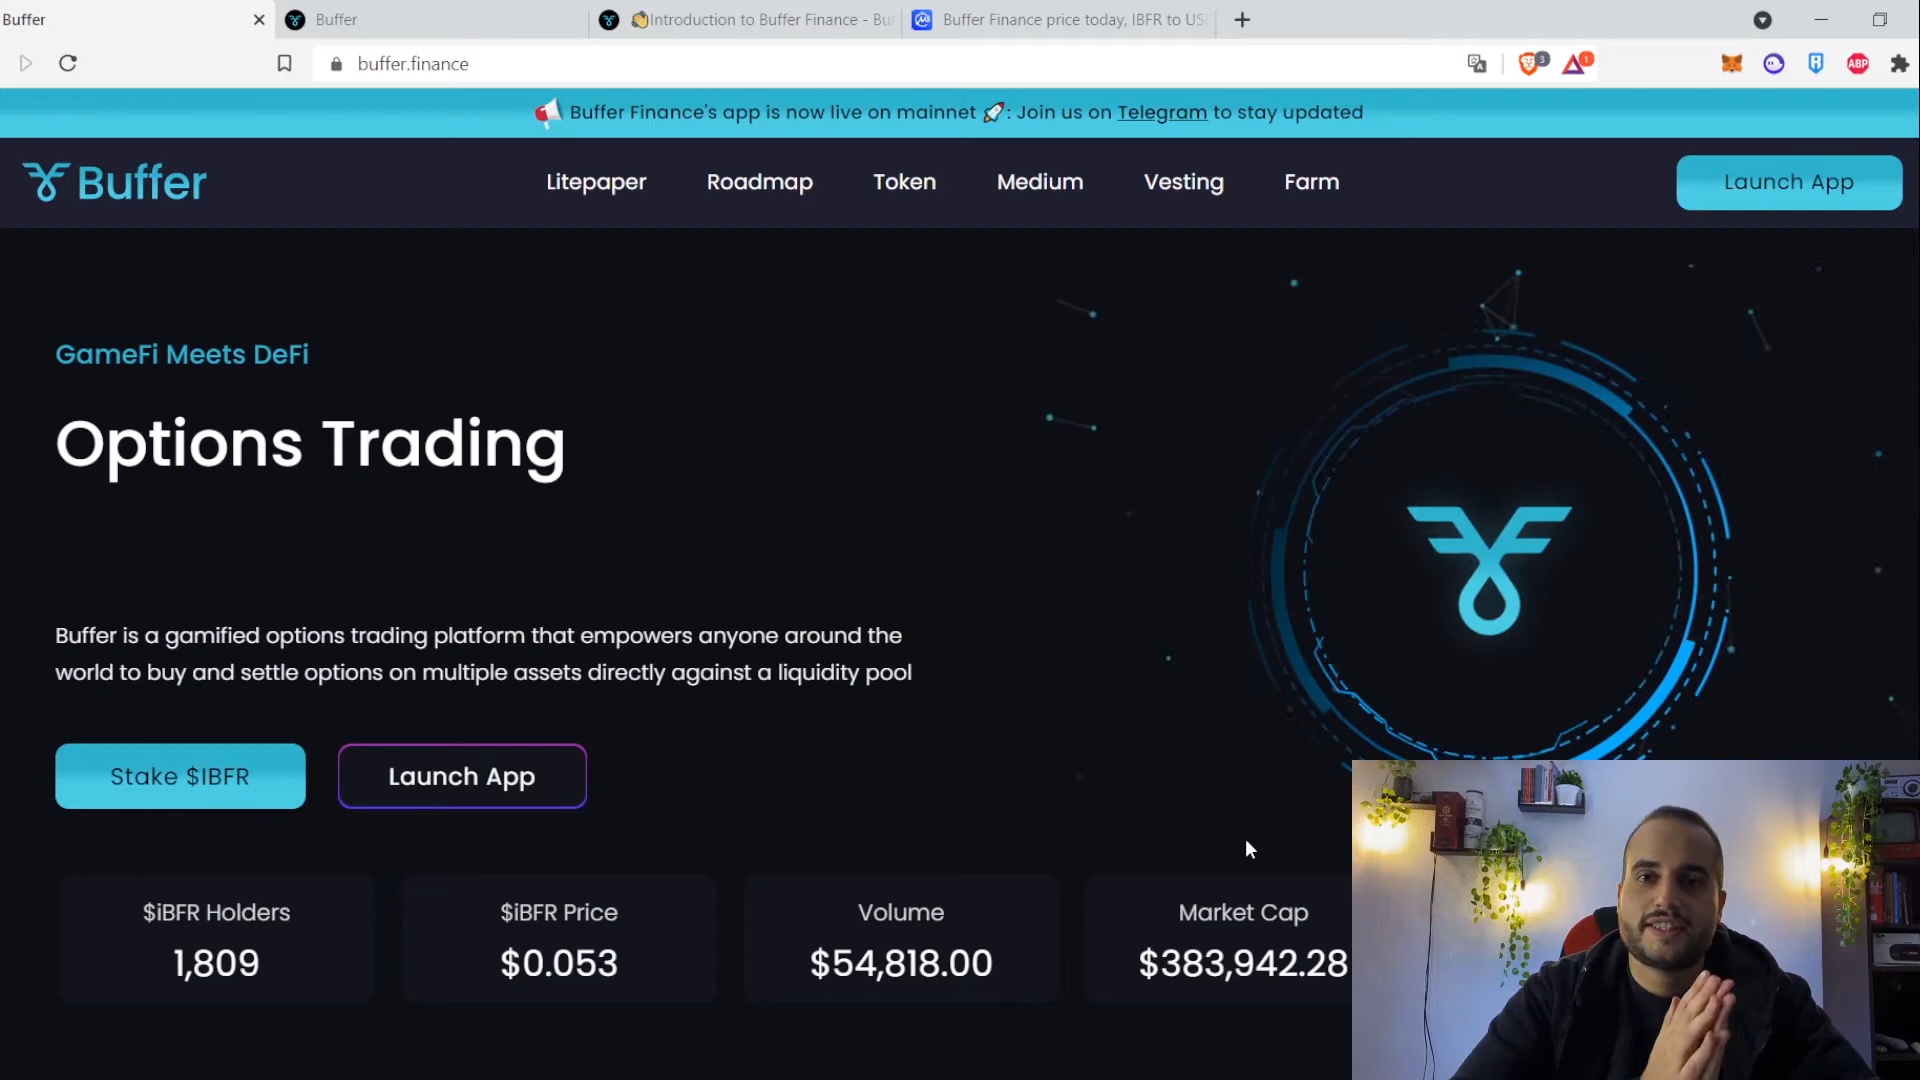 Buffer
Buffer
👋Introduction to Buffer Finance - Bu
Buffer Finance price today, IBFR to US
buffer.finance
3
1
ABP
Buffer Finance's app is now live on mainnet 🚀: Join us on Telegram to stay updated
Buffer
Litepaper
Roadmap
Token
Medium
Vesting
Farm
Launch App
GameFi Meets DeFi
Options Trading
Buffer is a gamified options trading platform that empowers anyone around the
world to buy and settle options on multiple assets directly against a liquidity pool
Stake $IBFR
Launch App
$iBFR Holders
1,809
$iBFR Price
$0.053
Volume
$54,818.00
Market Cap
$383,942.28